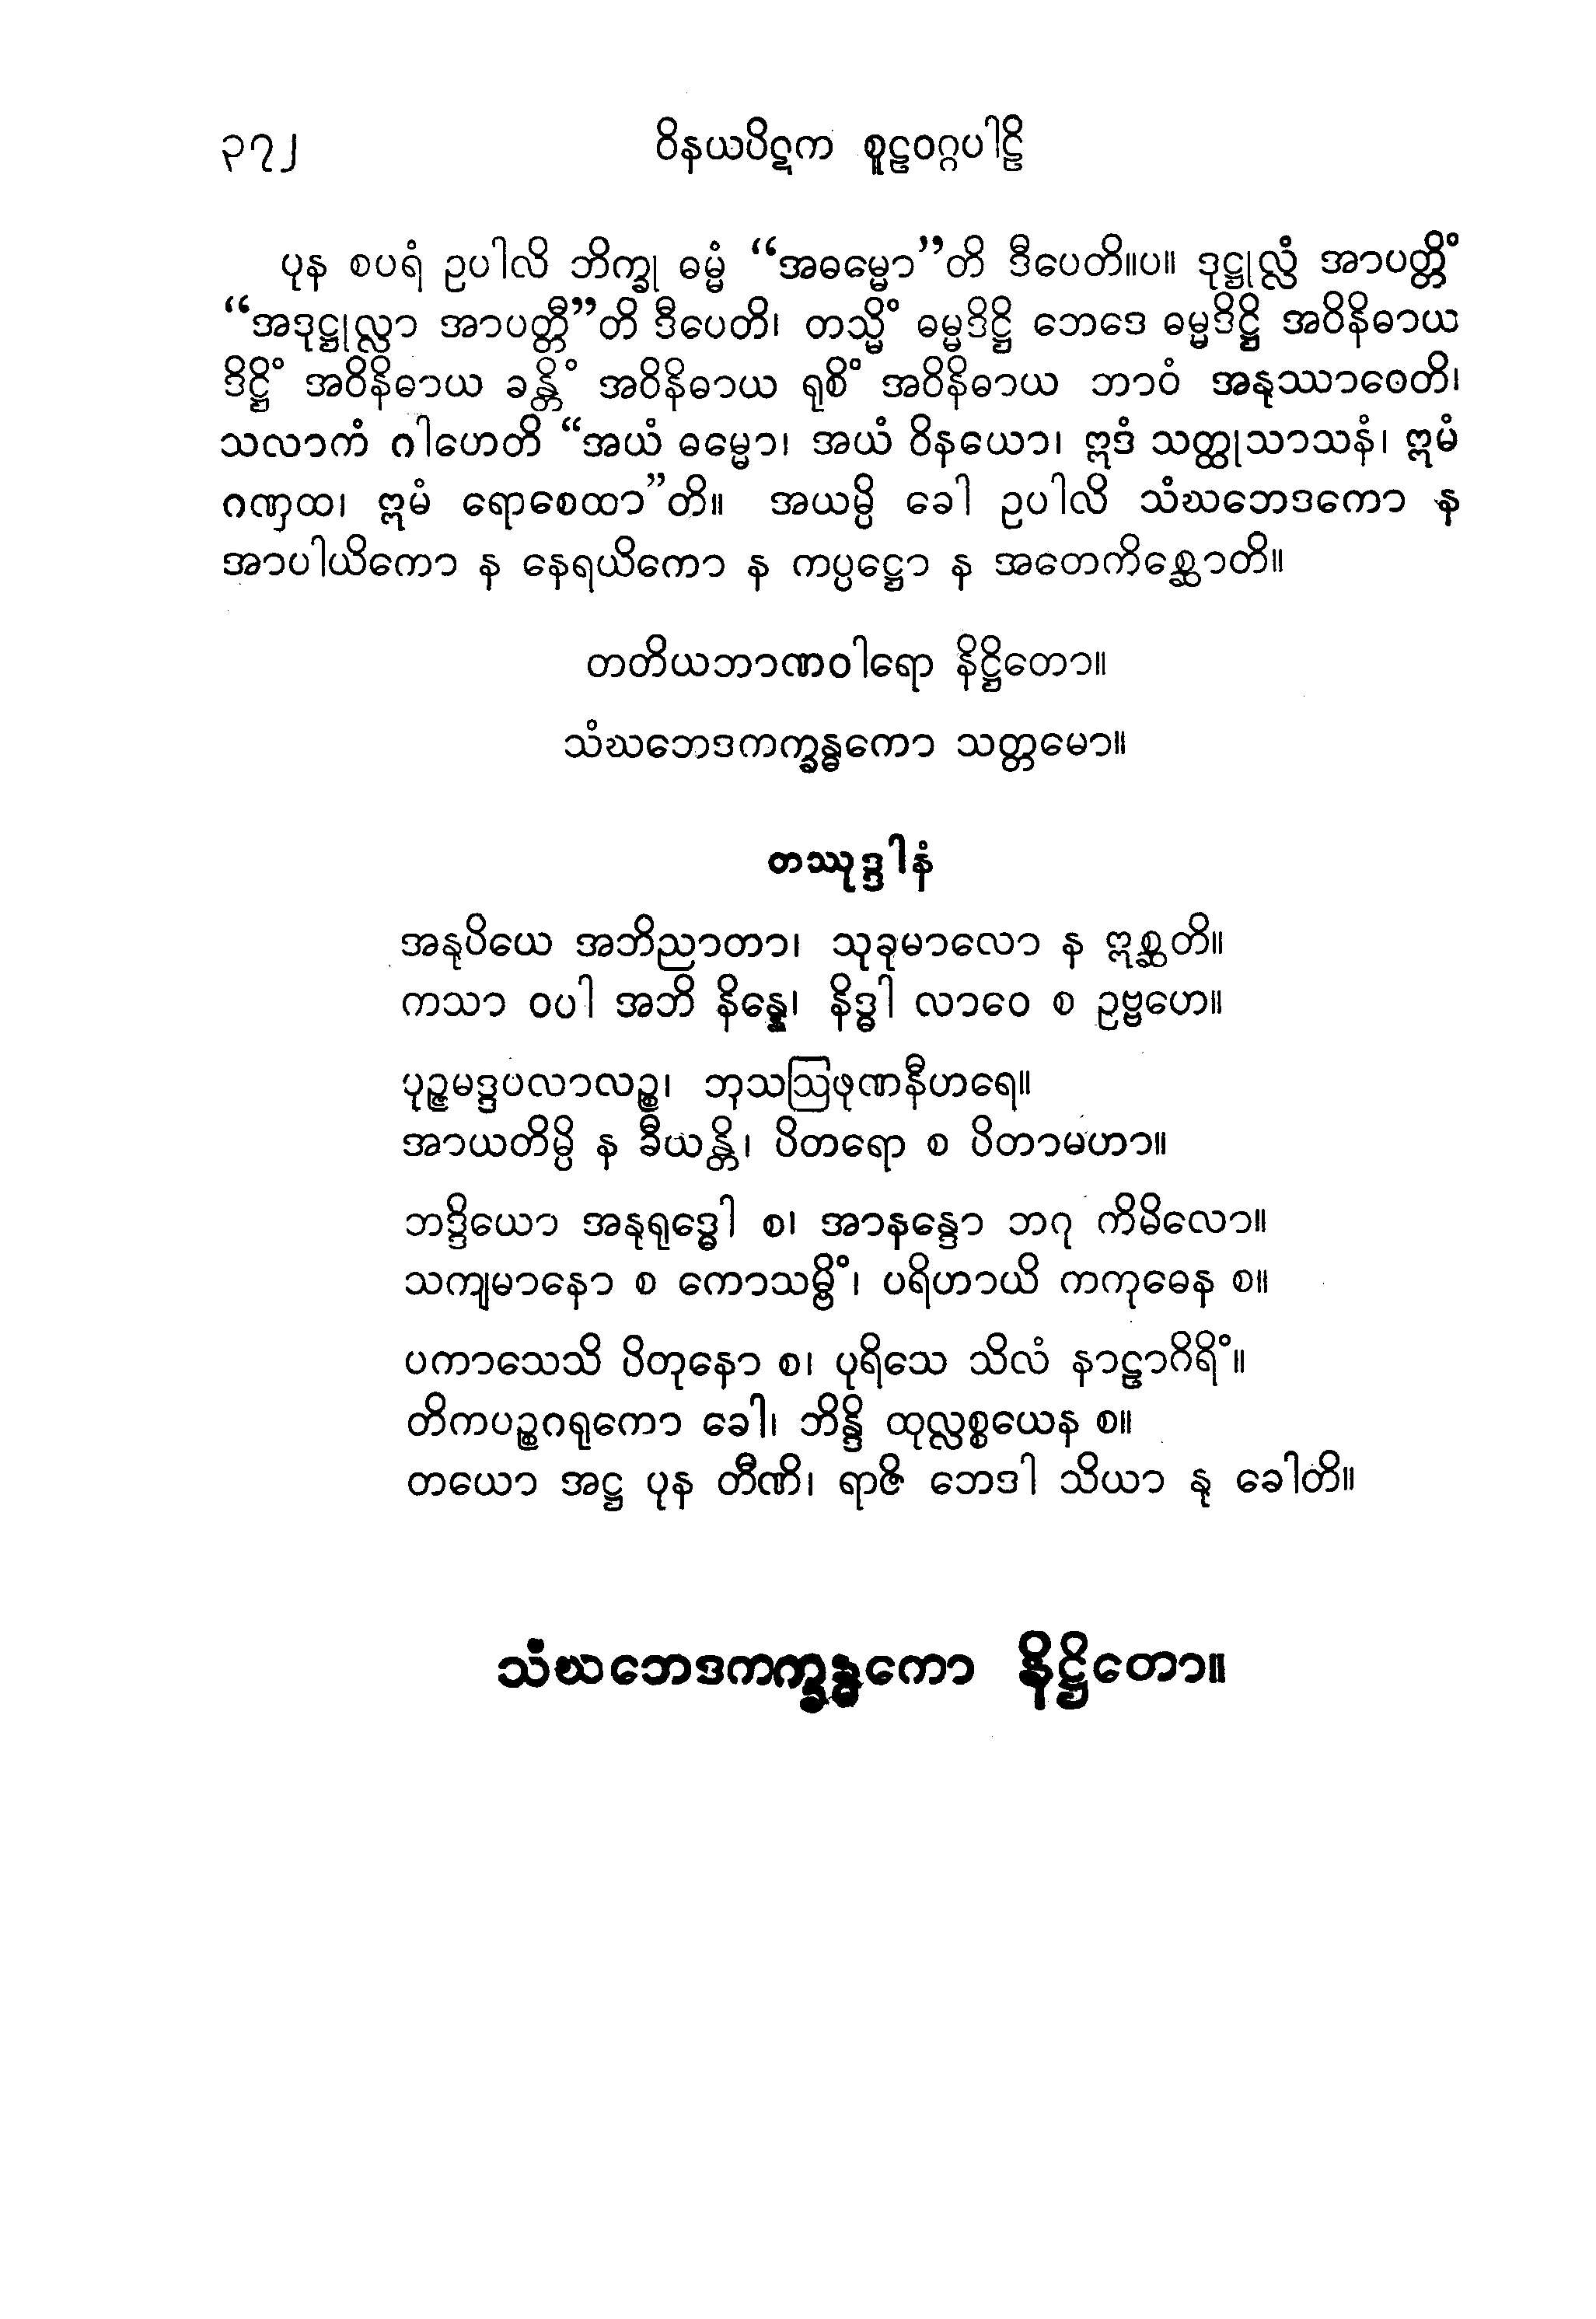 ၃၇၂ ဝိနယပိဋက စူဠဝဂ္ဂပါဠိ
ပုန စပရံ ဥပါလိ ဘိက္ခု ဓမ္မံ “အဓမ္မော”တိ ဒီပေတိ။ပ။ ဒုဋ္ဌုလ္လံ အာပတ္တိံ
“အဒုဋ္ဌုလ္လာ အာပတ္တီ”တိ ဒီပေတိ၊ တသ္မိံ ဓမ္မဒိဋ္ဌိ ဘေဒေ ဓမ္မဒိဋ္ဌိ အဝိနိဓာယ
ဒိဋ္ဌိံ အဝိနိဓာယ ခန္တိံ အဝိနိဓာယ ရုစိံ အဝိနိဓာယ ဘာဝံ အနုဿာဝေတိ၊
သလာကံ ဂါဟေတိ “အယံ ဓမ္မော၊ အယံ ဝိနယော၊ ဣဒံ သတ္ထုသာသနံ၊ ဣမံ
ဂဏှထ၊ ဣမံ ရောစေထာ”တိ။ အယမ္ပိ ခေါ ဥပါလိ သံဃဘေဒကော န
အာပါယိကော န နေရယိကော န ကပ္ပဋ္ဌော န အတေကိစ္ဆောတိ။
တတိယဘာဏဝါရော နိဋ္ဌိတော။
သံဃဘေဒကက္ခန္ဓကော သတ္တမော။
တဿုဒ္ဒါနံ
အနုပိယေ အဘိညာတာ၊ သုခုမာလော န ဣစ္ဆတိ။
ကသာ ဝပါ အဘိ နိန္နေ၊ နိဒ္ဓါ လာဝေ စ ဥဗ္ဗဟေ။
ပုဉ္ဇမဒ္ဒပလာလဉ္စ၊ ဘုသဩဖုဏနီဟရေ။
အာယတိမ္ပိ န ခီယန္တိ၊ ပိတရော စ ပိတာမဟာ။
ဘဒ္ဒိယော အနုရုဒ္ဓေါ စ၊ အာနန္ဒော ဘဂု ကိမိလော။
သကျမာနော စ ကောသမ္ဗိံ၊ ပရိဟာယိ ကကုဓေန စ။
ပကာသေသိ ပိတုနော စ၊ ပုရိသေ သိလံ နာဠာဂိရိံ။
တိကပဉ္စဂရုကော ခေါ၊ ဘိန္ဒိ ထုလ္လစ္စယေန စ။
တယော အဋ္ဌ ပုန တီဏိ၊ ရာဇိ ဘေဒါ သိယာ နု ခေါတိ။
သံဃဘေဒကက္ခန္ဓကော နိဋ္ဌိတော။